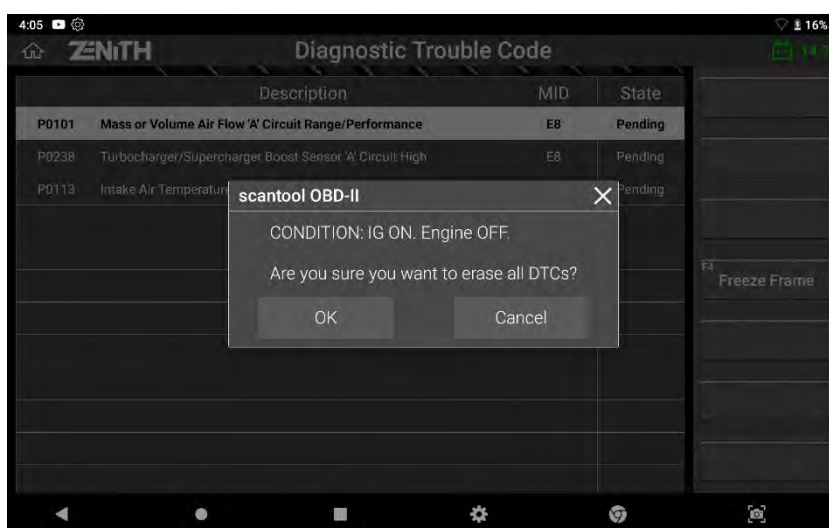 4:05
16%
ZENITH
Diagnostic Trouble Code
Description
MID
State
P0101
Mass or Volume Air Flow 'A' Circuit Range/Performance
E8
Pending
P0238
Turbocharger/Supercharger Boost Sensor 'A' Circuit High
E8
Pending
P0113
Intake Air Temperature
Pending
scantool OBD-II
CONDITION: IG ON. Engine OFF.
Are you sure you want to erase all DTCs?
OK
Cancel
F4
Freeze Frame